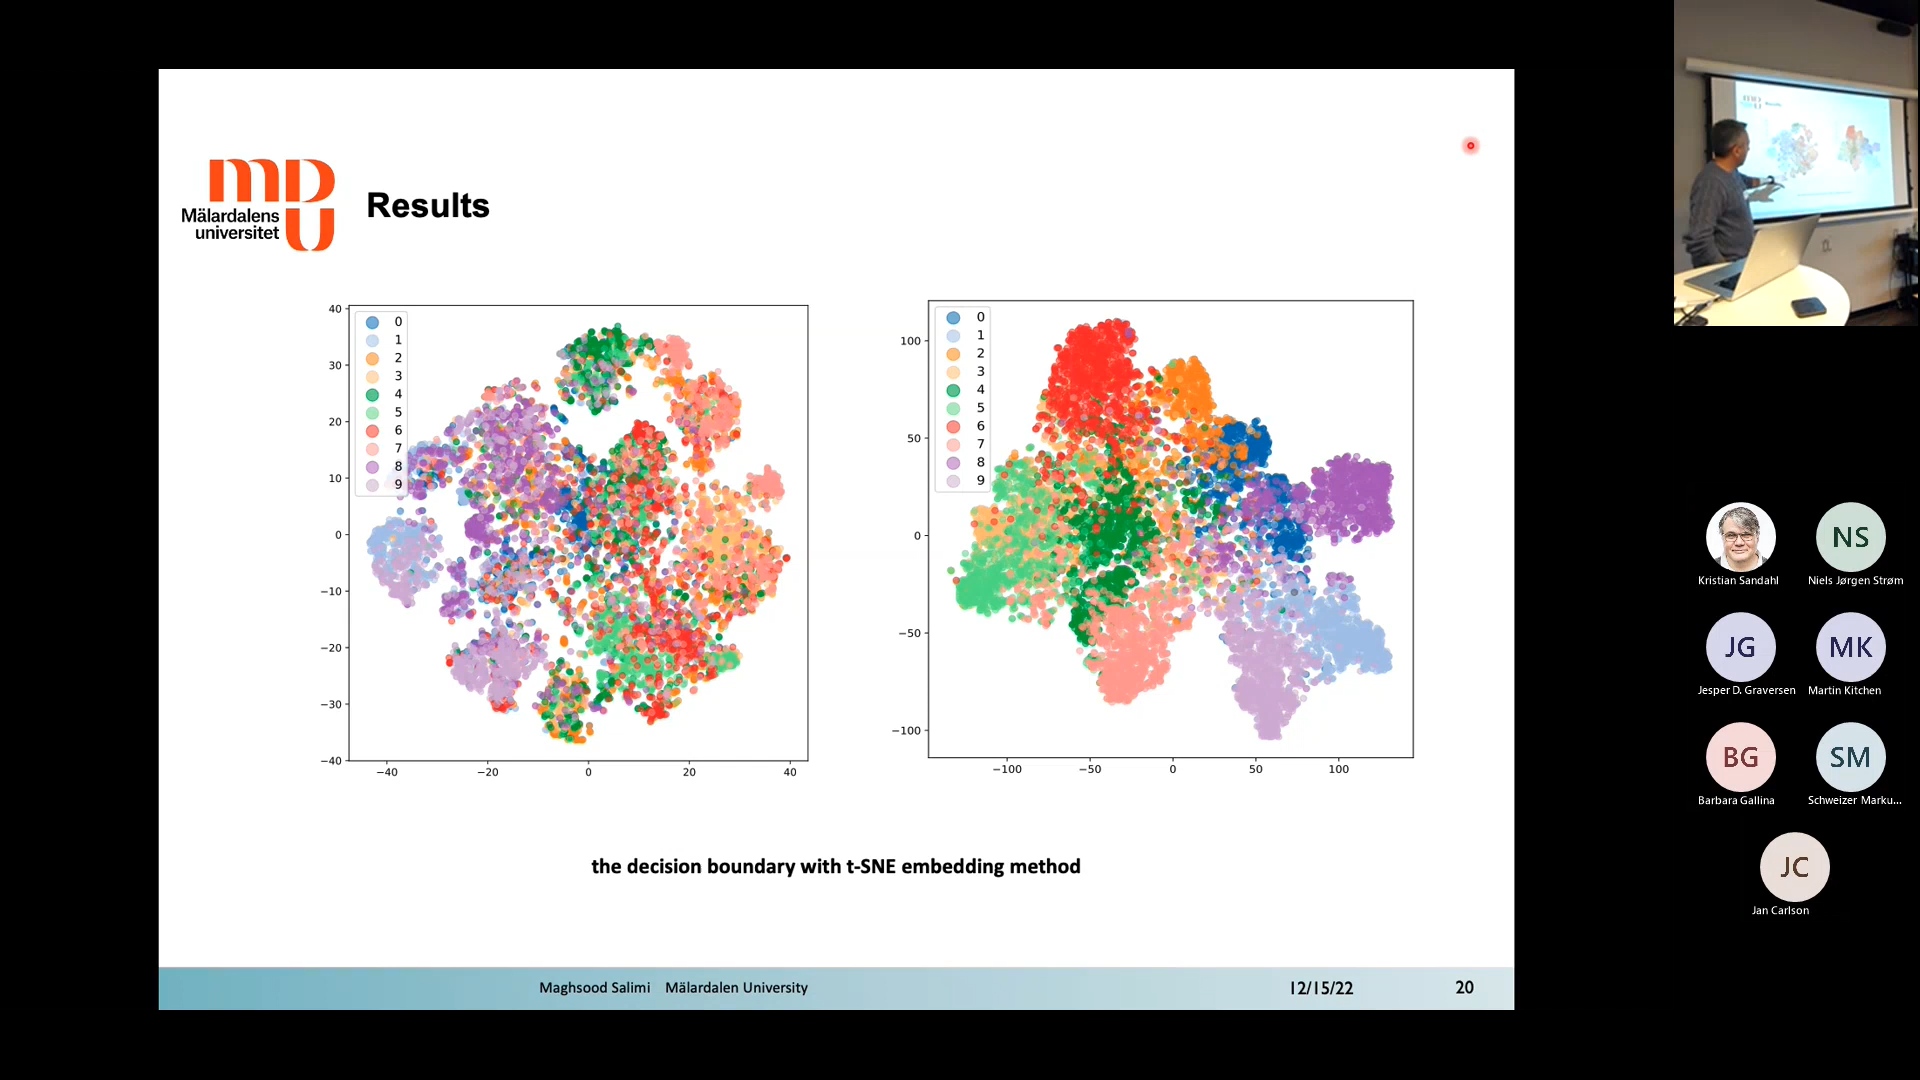 mDU
Mälardalens
universitet
Results
40
30
20
10
0
−10
−20
−30
−40
−40
−20
0
20
40
0
1
2
3
4
5
6
7
8
9
100
50
0
−50
−100
−100
−50
0
50
100
0
1
2
3
4
5
6
7
8
9
the decision boundary with t-SNE embedding method
Maghsood Salimi Mälardalen University
12/15/22
20
Kristian Sandahl
NS
Niels Jørgen Strøm
JG
Jesper D. Graversen
MK
Martin Kitchen
BG
Barbara Gallina
SM
Schweizer Marku...
JC
Jan Carlson